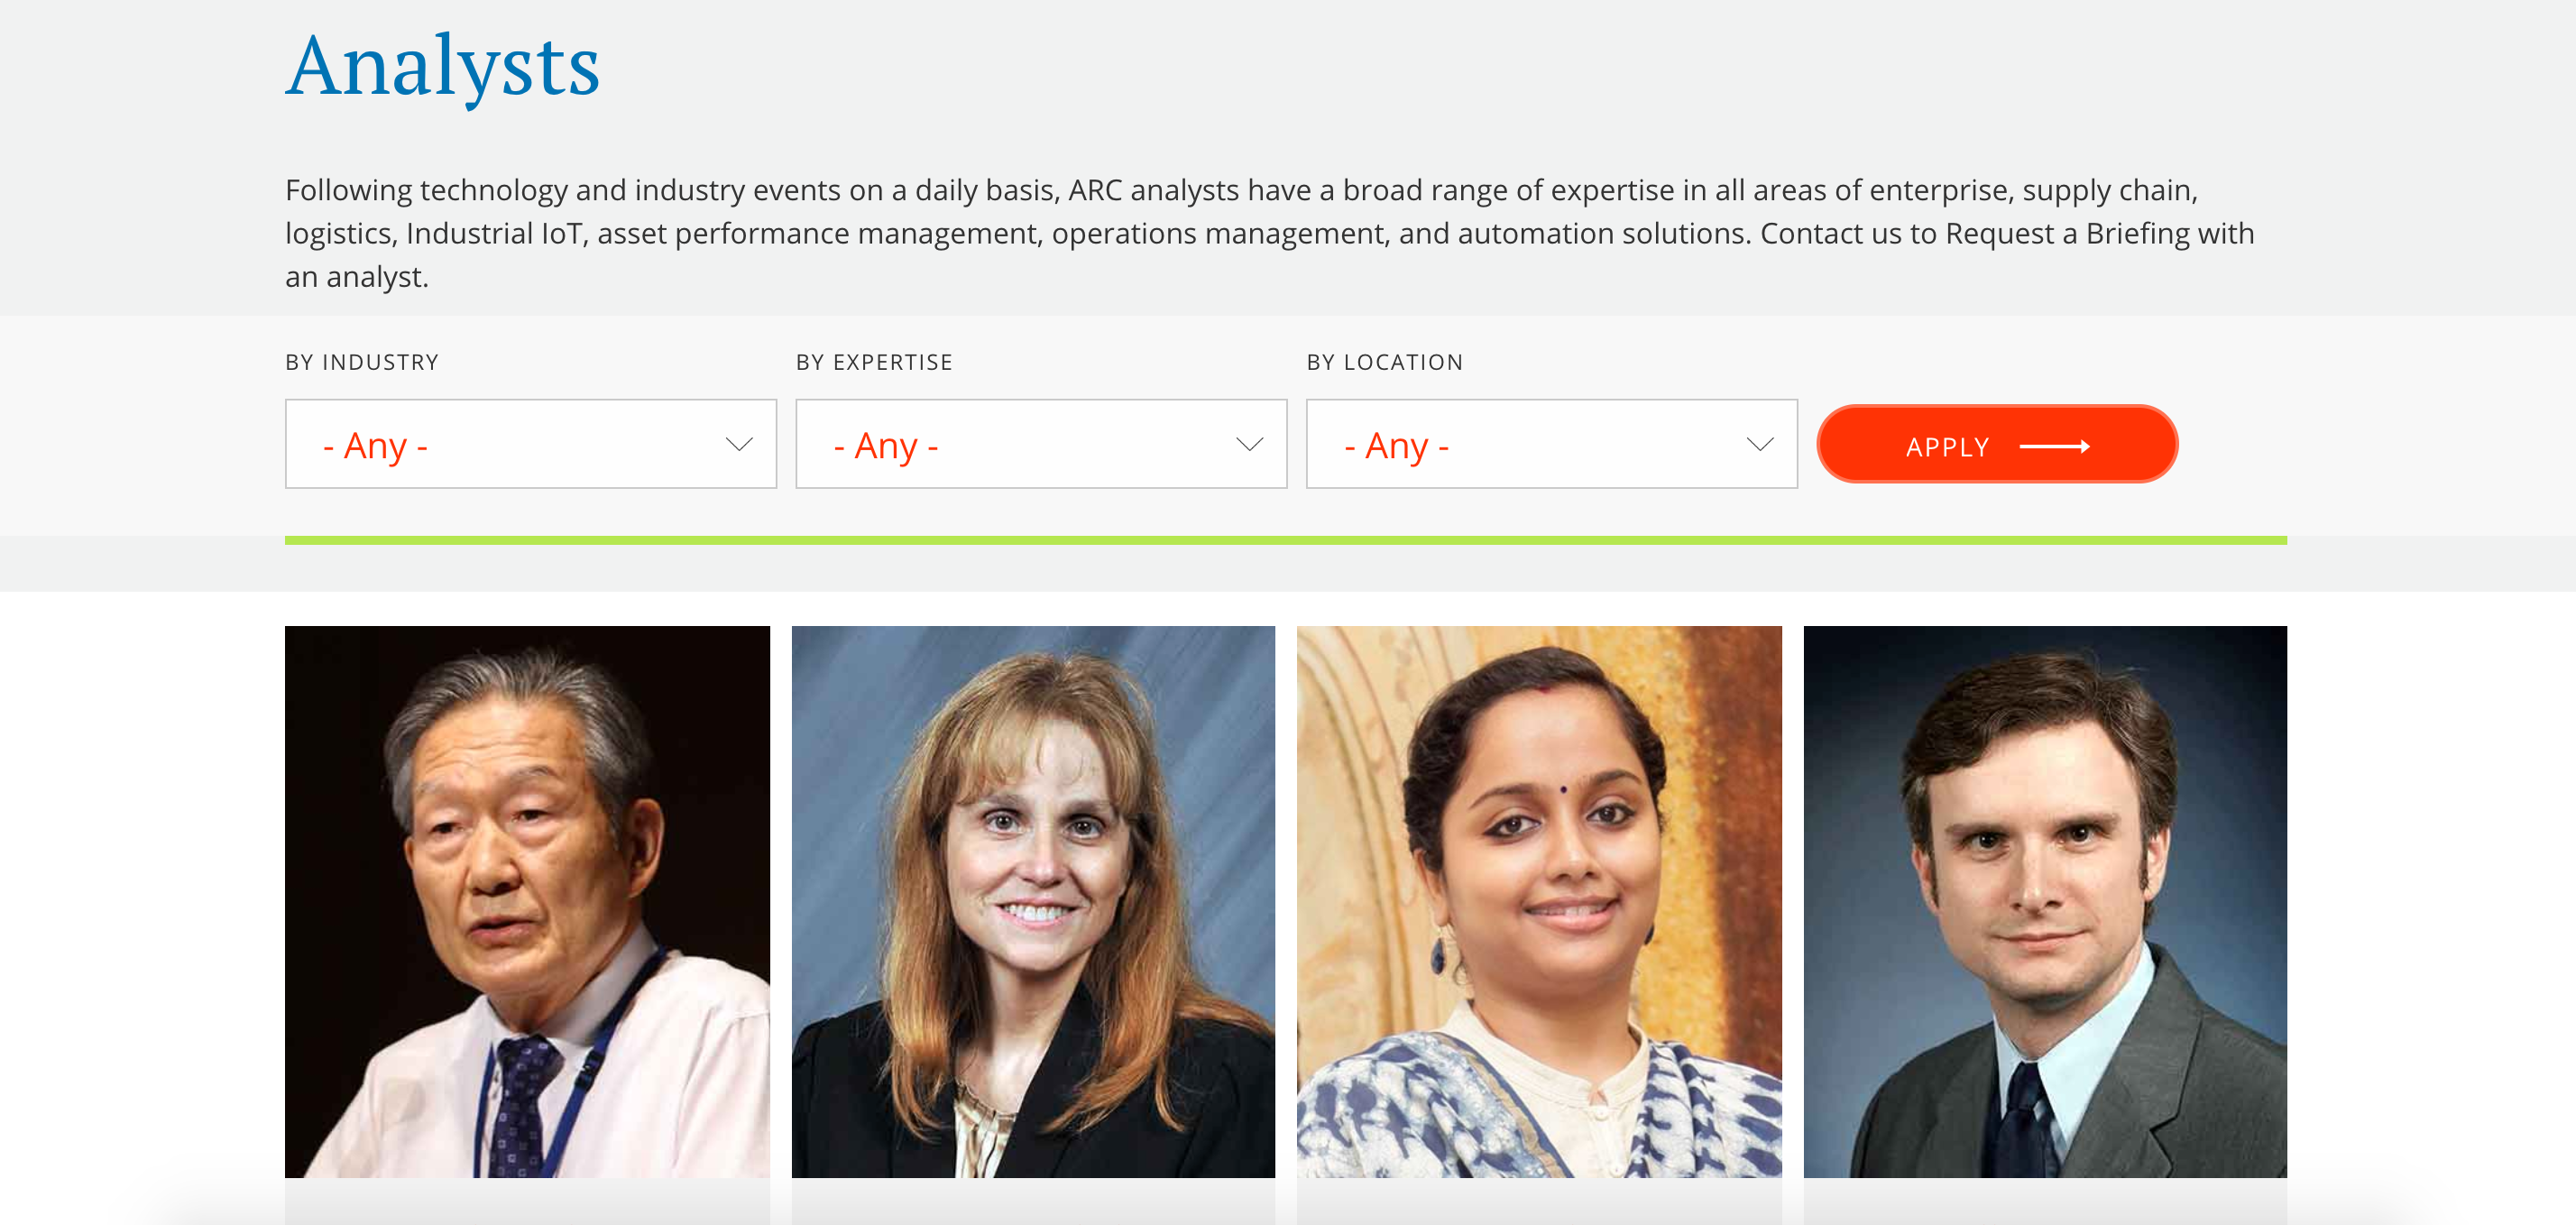 Analysts
Following technology and industry events on a daily basis, ARC analysts have a broad range of expertise in all areas of enterprise, supply chain,
logistics, Industrial IoT, asset performance management, operations management, and automation solutions. Contact us to Request a Briefing with
an analyst.
BY INDUSTRY
BY EXPERTISE
BY LOCATION
- Any -
- Any -
- Any -
APPLY